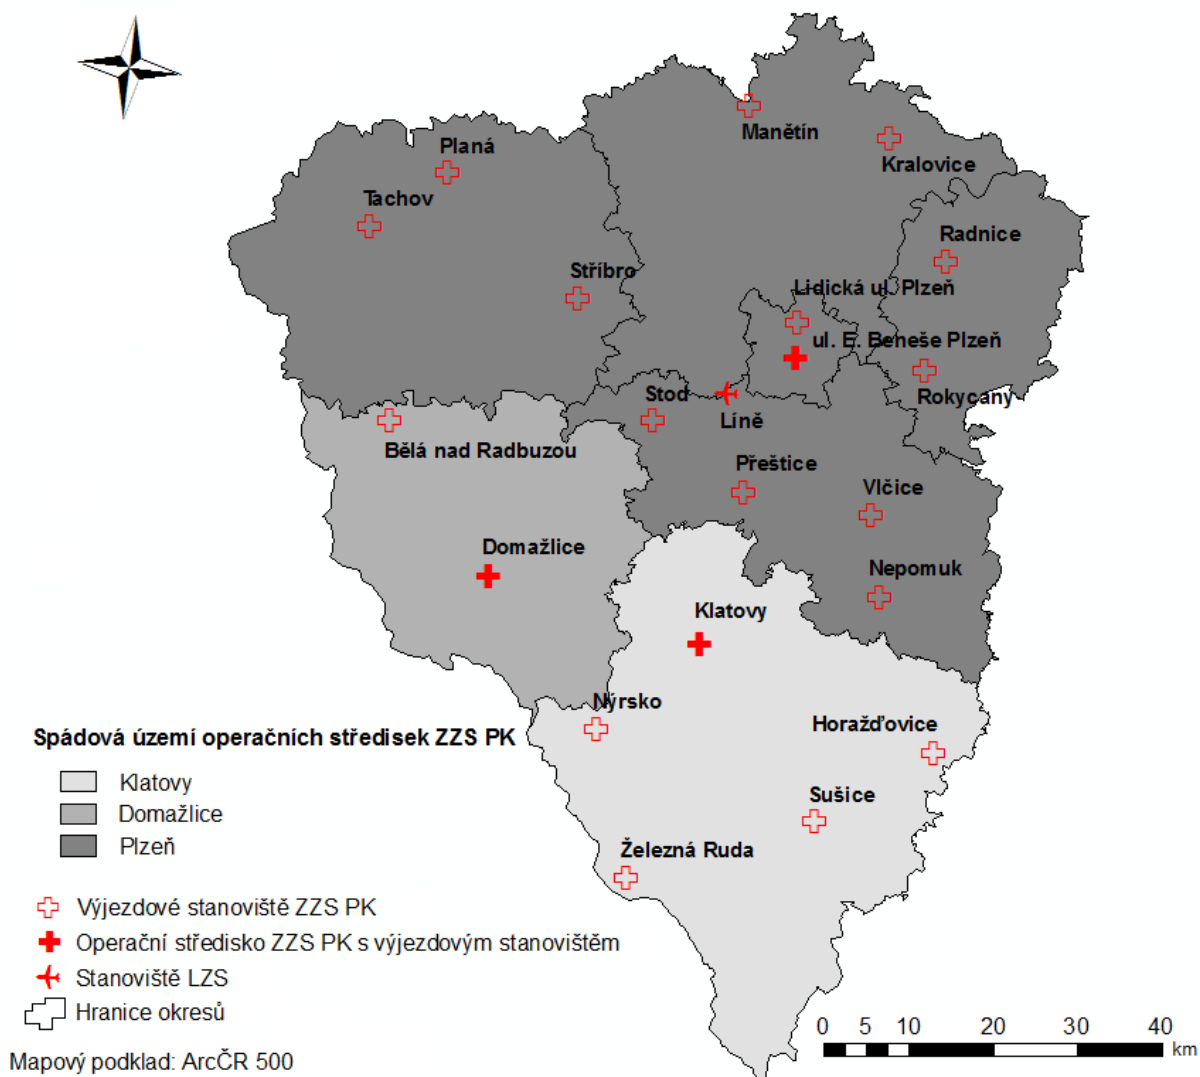 Manětín
Planá
Kralovice
Tachov
Radnice
Stříbro
Lidická ul. Plzeň
ul. E. Beneše Plzeň
Stod
Rokycany
Líně
Bělá nad Radbuzou
Přeštice
Vlčice
Domažlice
Nepomuk
Klatovy
Nýrsko
Horažďovice
Sušice
Železná Ruda
Spádová území operačních středisek ZZS PK
Klatovy
Domažlice
Plzeň
Výjezdové stanoviště ZZS PK
Operační středisko ZZS PK s výjezdovým stanovištěm
Stanoviště LZS
Hranice okresů
Mapový podklad: ArcČR 500
0 5 10 20 30 40
km